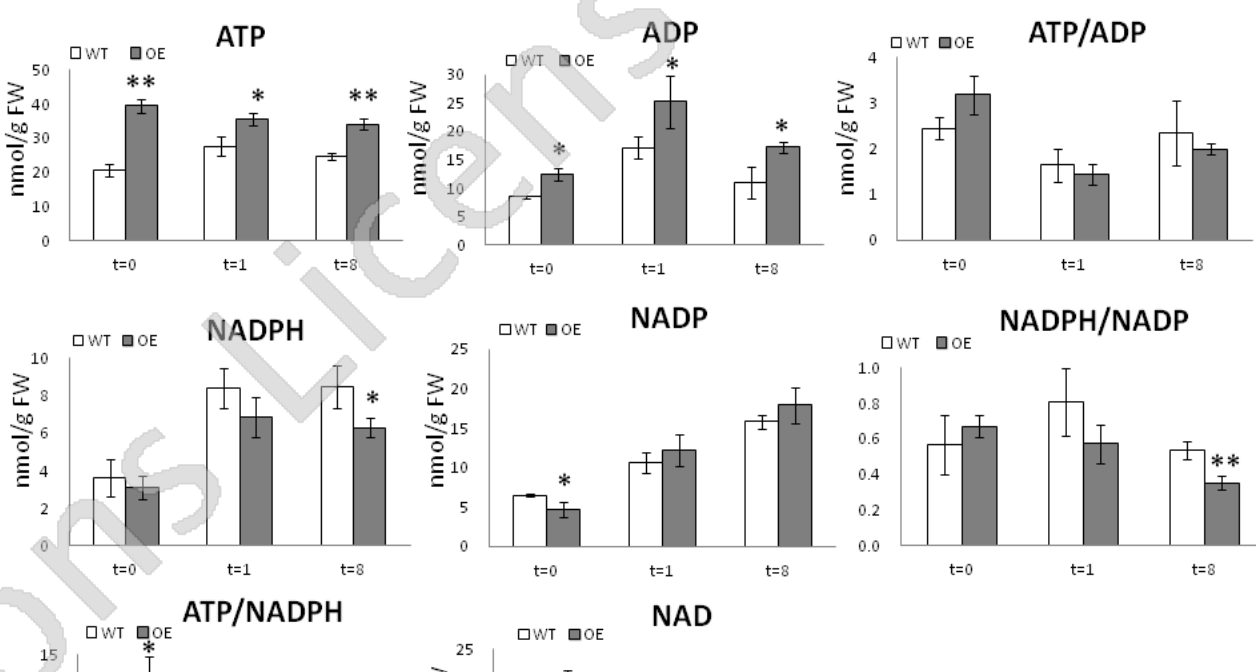 ATP
WT OE
nmol/g FW
50
40
30
20
10
0
** * **
t=0 t=1 t=8
ADP
WT OE
nmol/g FW
30
25
20
15
10
5
0
* * *
t=0 t=1 t=8
ATP/ADP
WT OE
nmol/g FW
4
3
2
1
0
t=0 t=1 t=8
NADPH
WT OE
nmol/g FW
10
8
6
4
2
0
*
t=0 t=1 t=8
NADP
WT OE
nmol/g FW
25
20
15
10
5
0
*
t=0 t=1 t=8
NADPH/NADP
WT OE
1.0
0.8
0.6
0.4
0.2
0.0
**
t=0 t=1 t=8
ATP/NADPH
WT OE
15
*
NAD
WT OE
25
ons Licens